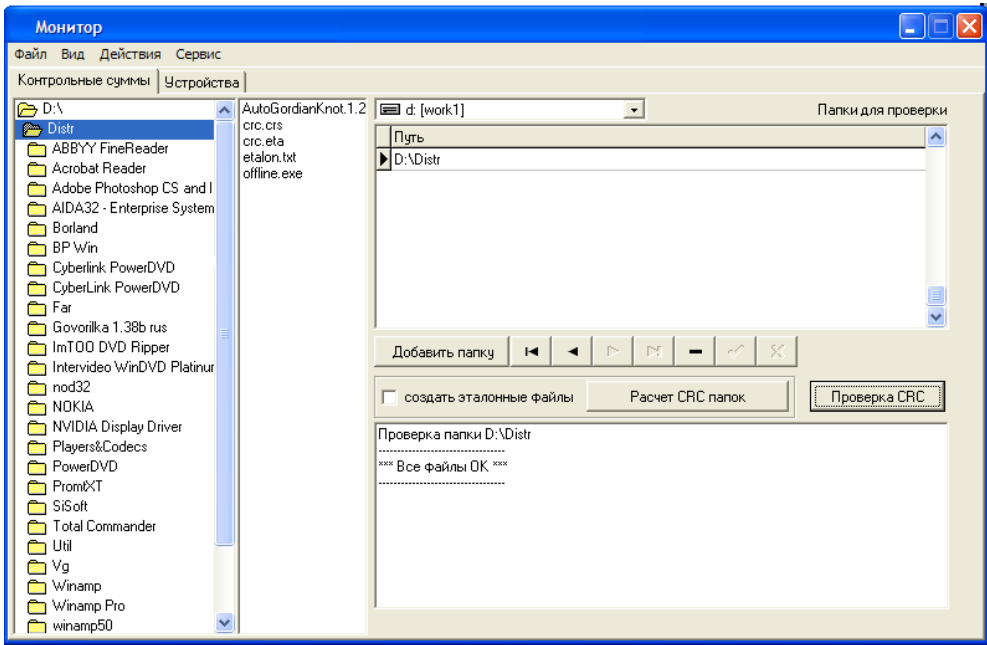 Монитор
Файл Вид Действия Сервис
Контрольные суммы Устройства
D:\
Distr
ABBYY FineReader
Acrobat Reader
Adobe Photoshop CS and I
AIDA32 - Enterprise System
Borland
BP Win
Cyberlink PowerDVD
CyberLink PowerDVD
Far
Govorilka 1.38b rus
ImTOO DVD Ripper
Intervideo WinDVD Platinur
nod32
NOKIA
NVIDIA Display Driver
Players&Codecs
PowerDVD
PromtXT
SiSoft
Total Commander
Util
Vg
Winamp
Winamp Pro
winamp50
AutoGordianKnot.1.2
crc.crs
crc.eta
etalon.txt
offline.exe
d: [work1]
Папки для проверки
Путь
D:\Distr
Добавить папку
создать эталонные файлы
Расчет CRC папок
Проверка CRC
Проверка папки D:\Distr
----------------------------------
*** Все файлы OK ***
----------------------------------